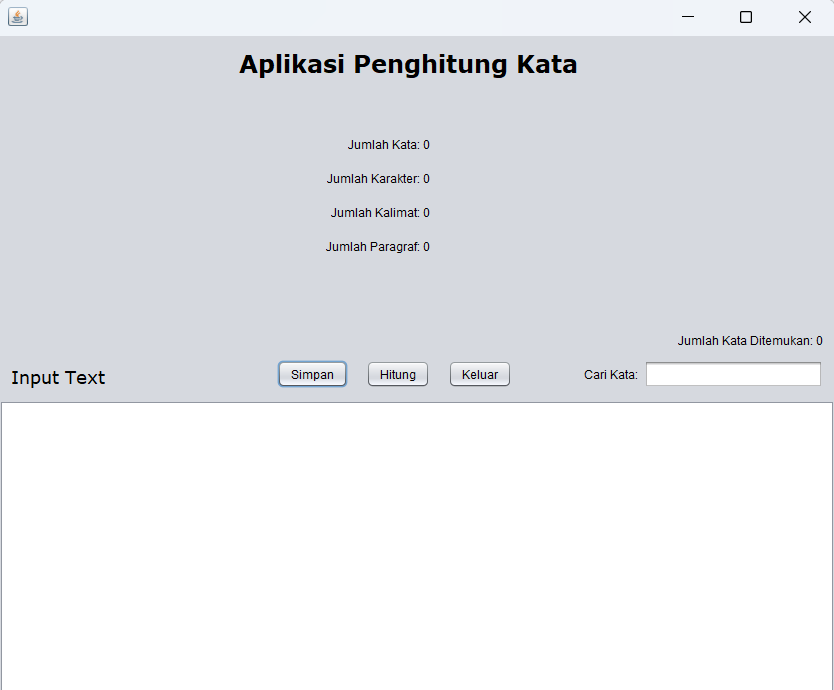 Aplikasi Penghitung Kata
Jumlah Kata: 0
Jumlah Karakter: 0
Jumlah Kalimat: 0
Jumlah Paragraf: 0
Jumlah Kata Ditemukan: 0
Input Text
Simpan
Hitung
Keluar
Cari Kata: